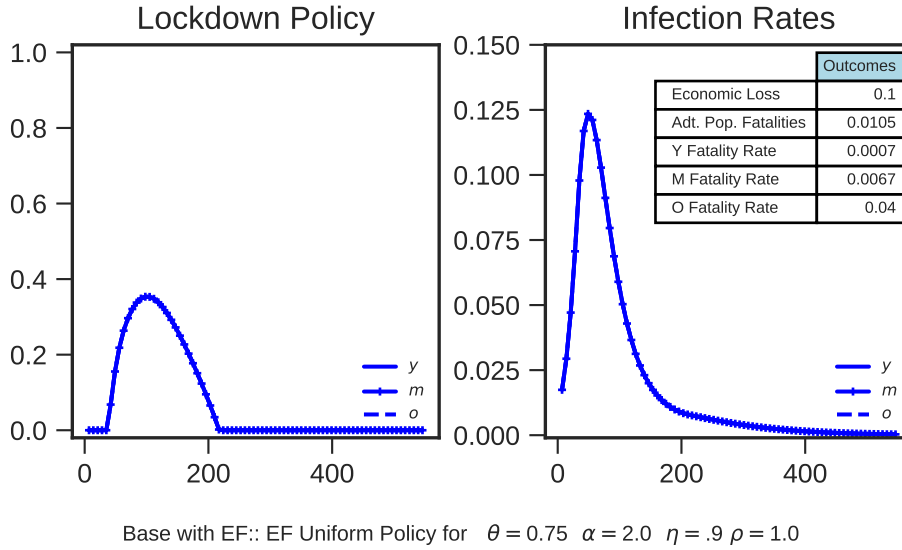 Lockdown Policy
1.0
0.8
0.6
0.4
0.2
0.0
0
200
400
y
m
o
Infection Rates
0.150
0.125
0.100
0.075
0.050
0.025
0.000
0
200
400
Outcomes
Economic Loss 0.1
Adt. Pop. Fatalities 0.0105
Y Fatality Rate 0.0007
M Fatality Rate 0.0067
O Fatality Rate 0.04
y
m
o
Base with EF:: EF Uniform Policy for θ = 0.75 α = 2.0 η = .9 ρ = 1.0